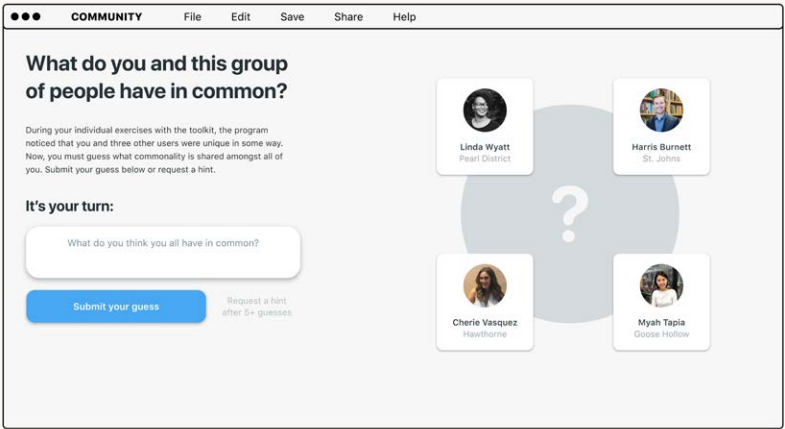 COMMUNITY File Edit Save Share Help
What do you and this group
of people have in common?
During your individual exercises with the toolkit, the program
noticed that you and three other users were unique in some way.
Now, you must guess what commonality is shared amongst all of
you. Submit your guess below or request a hint.
It's your turn:
What do you think you all have in common?
Submit your guess
Request a hint
after 5+ guesses
Linda Wyatt
Pearl District
Harris Burnett
St. Johns
?
Cherie Vasquez
Hawthorne
Myah Tapia
Goose Hollow